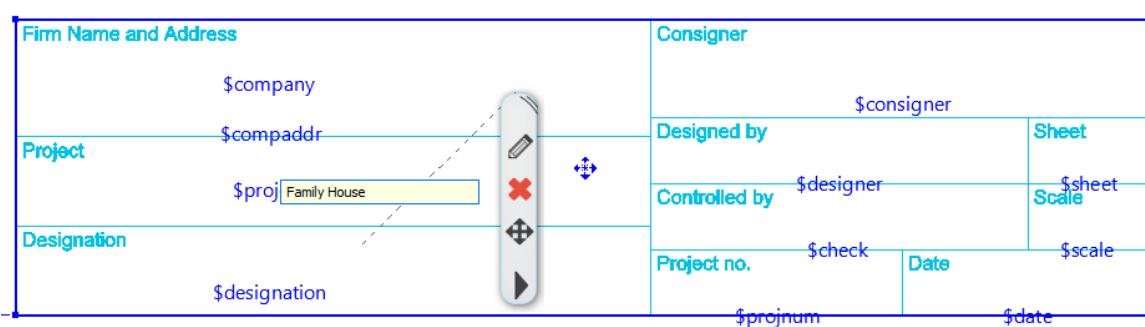 Firm Name and Address
$company
$compaddr
Project
$proj
Family House
Designation
$designation
Consigner
$consigner
Designed by
$designer
Sheet
$sheet
Controlled by
$check
Scale
$scale
Project no.
$projnum
Date
$date